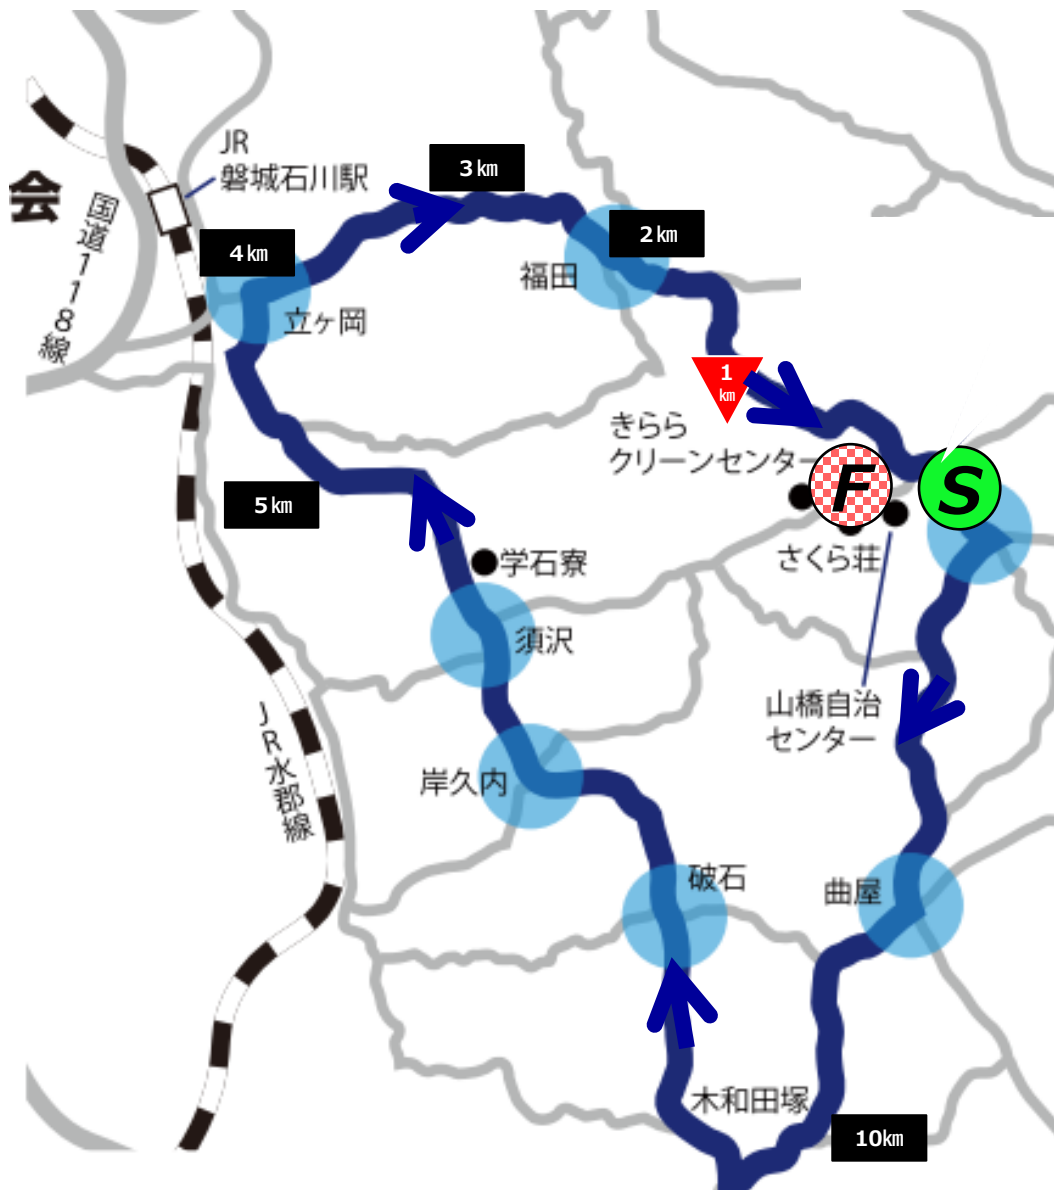 JR
磐城石川駅
会
国道118線
3km
2km
4km
福田
立ヶ岡
1
km
きらら
クリーンセンター
F
S
5km
さくら荘
学石寮
須沢
山橋自治
センター
JR水郡線
岸久内
破石
曲屋
木和田塚
10km